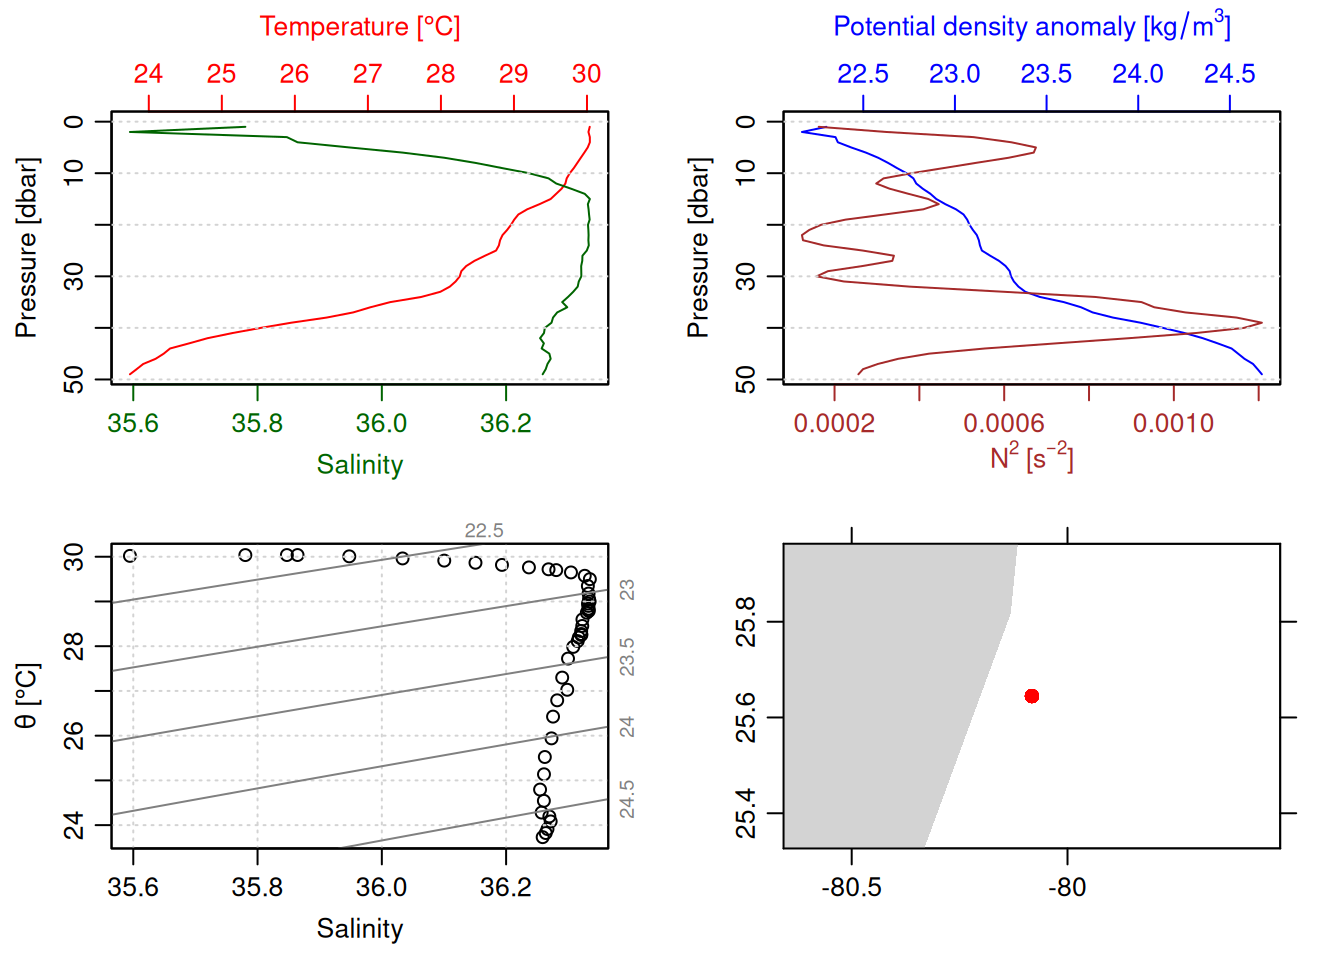 Temperature [°C]
24 25 26 27 28 29 30
Pressure [dbar]
0
10
30
50
35.6 35.8 36.0 36.2
Salinity
Potential density anomaly [kg/m³]
22.5 23.0 23.5 24.0 24.5
Pressure [dbar]
0
10
30
50
0.0002 0.0006 0.0010
N² [s⁻²]
22.5
θ [°C]
30
28
26
24
23
23.5
24
24.5
35.6 35.8 36.0 36.2
Salinity
25.8
25.6
25.4
-80.5 -80